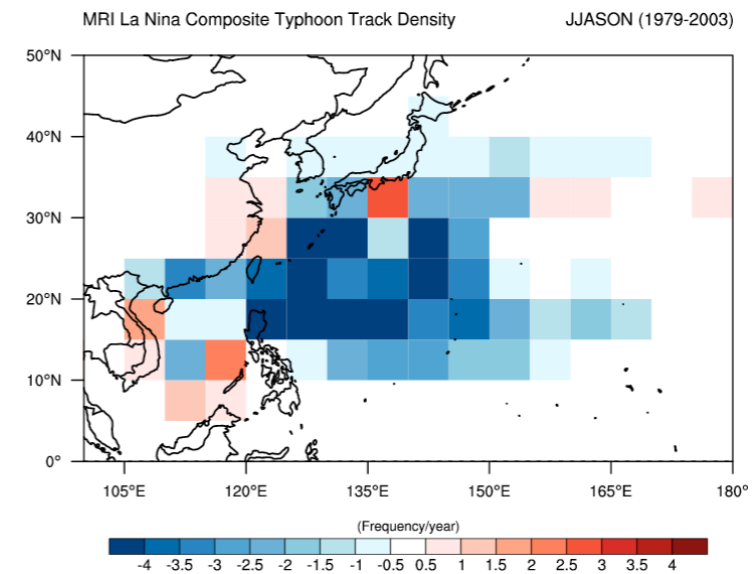 MRI La Nina Composite Typhoon Track Density JJASON (1979-2003)
50°N
40°N
30°N
20°N
10°N
0°
105°E 120°E 135°E 150°E 165°E 180°
(Frequency/year)
-4 -3.5 -3 -2.5 -2 -1.5 -1 -0.5 0.5 1 1.5 2 2.5 3 3.5 4